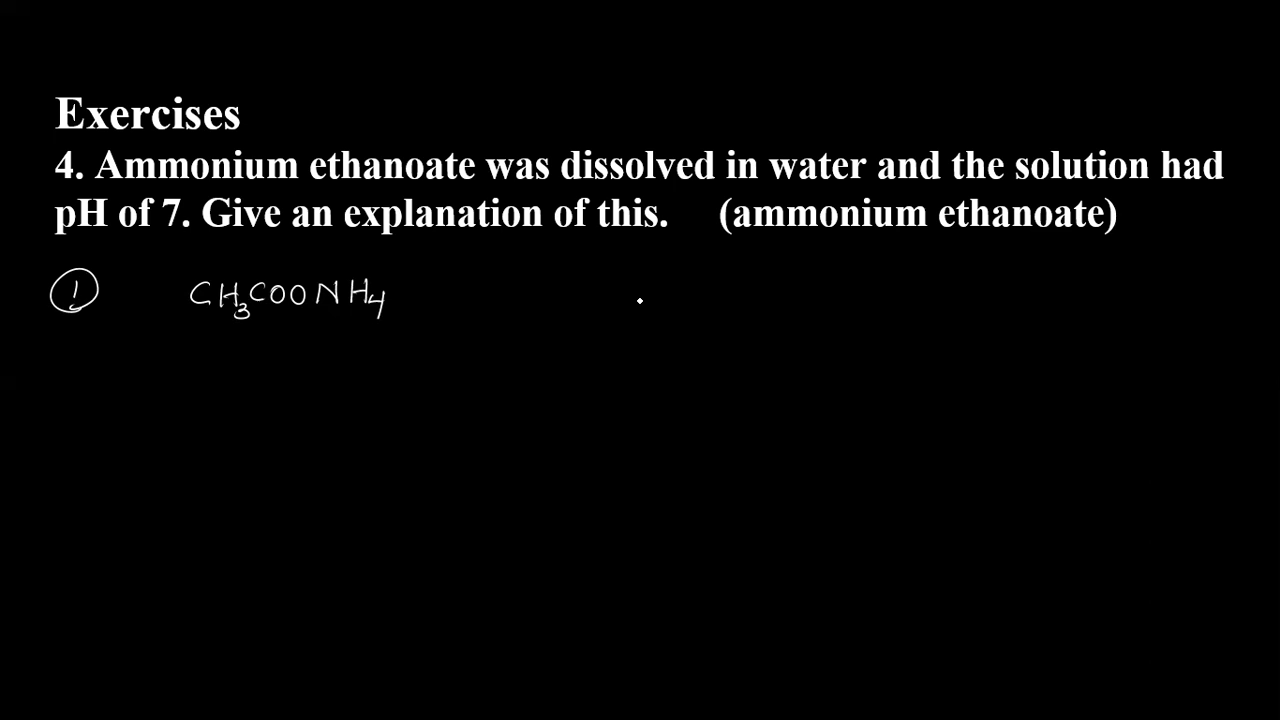 Exercises
4. Ammonium ethanoate was dissolved in water and the solution had
pH of 7. Give an explanation of this. (ammonium ethanoate)
① CH₃COONH₄